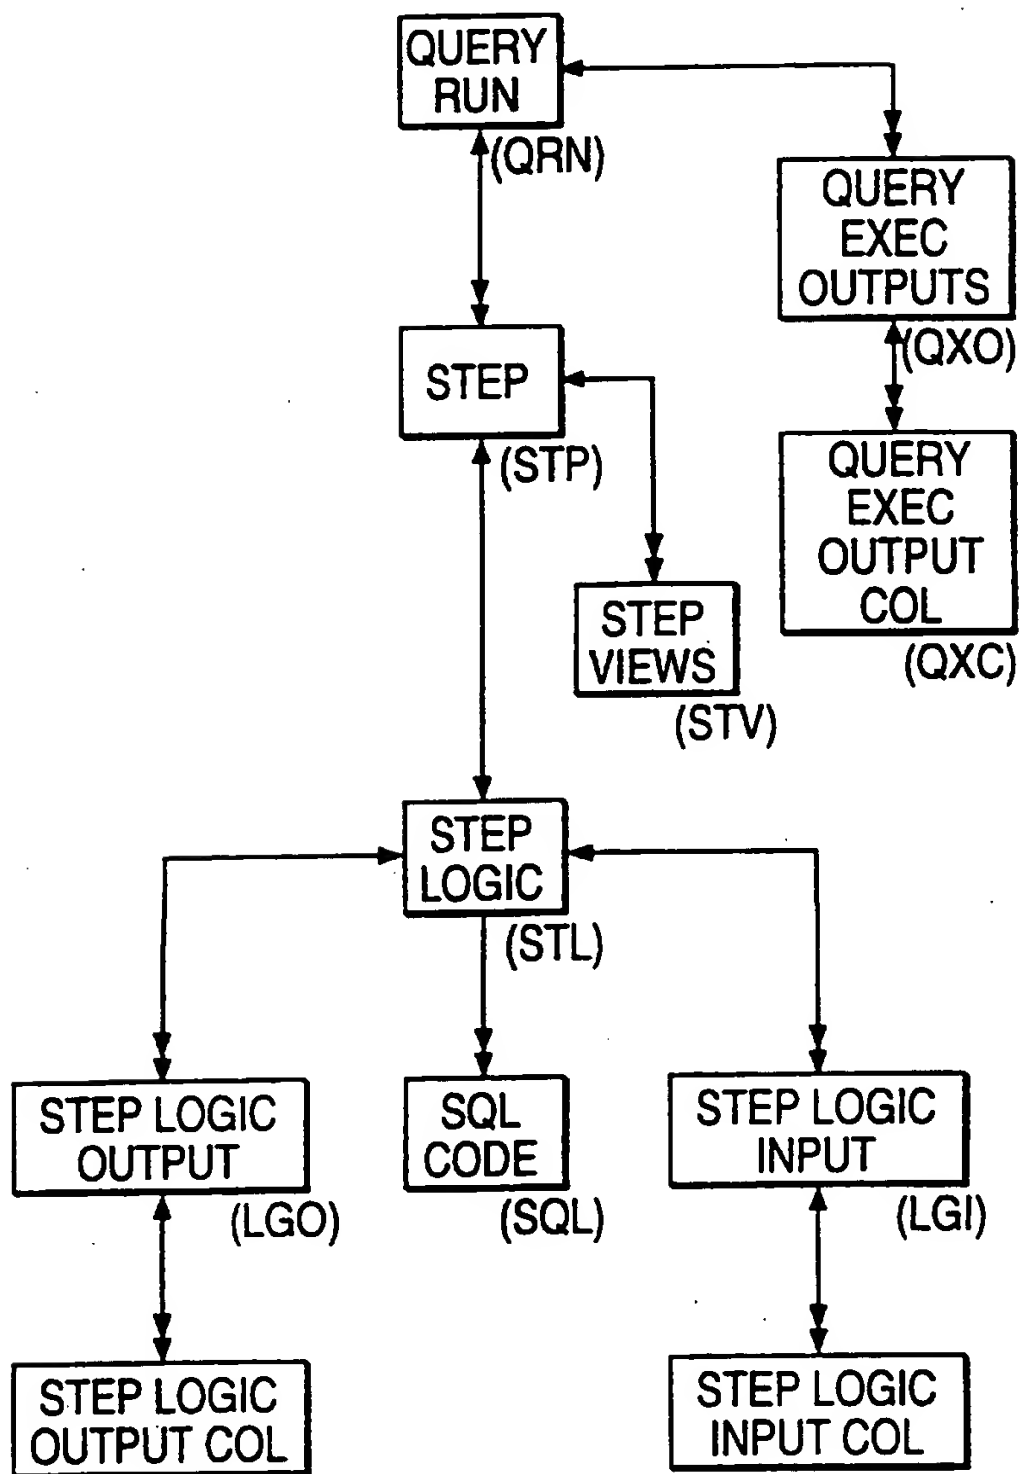 QUERY
RUN
(QRN)
QUERY
EXEC
OUTPUTS
(QXO)
STEP
(STP)
QUERY
EXEC
OUTPUT
COL
(QXC)
STEP
VIEWS
(STV)
STEP
LOGIC
(STL)
STEP LOGIC
OUTPUT
(LGO)
SQL
CODE
(SQL)
STEP LOGIC
INPUT
(LGI)
STEP LOGIC
OUTPUT COL
STEP LOGIC
INPUT COL